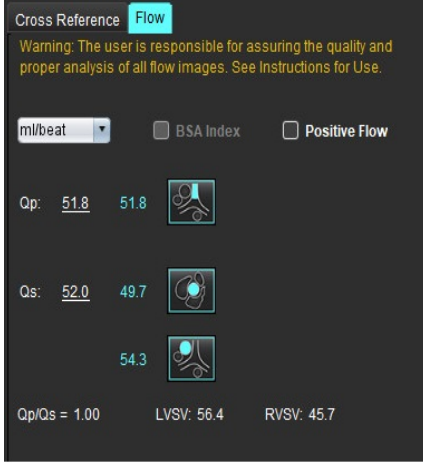 Cross Reference Flow
Warning: The user is responsible for assuring the quality and
proper analysis of all flow images. See Instructions for Use.
ml/beat BSA Index Positive Flow
Qp: 51.8 51.8
Qs: 52.0 49.7
54.3
Qp/Qs = 1.00 LVSV: 56.4 RVSV: 45.7